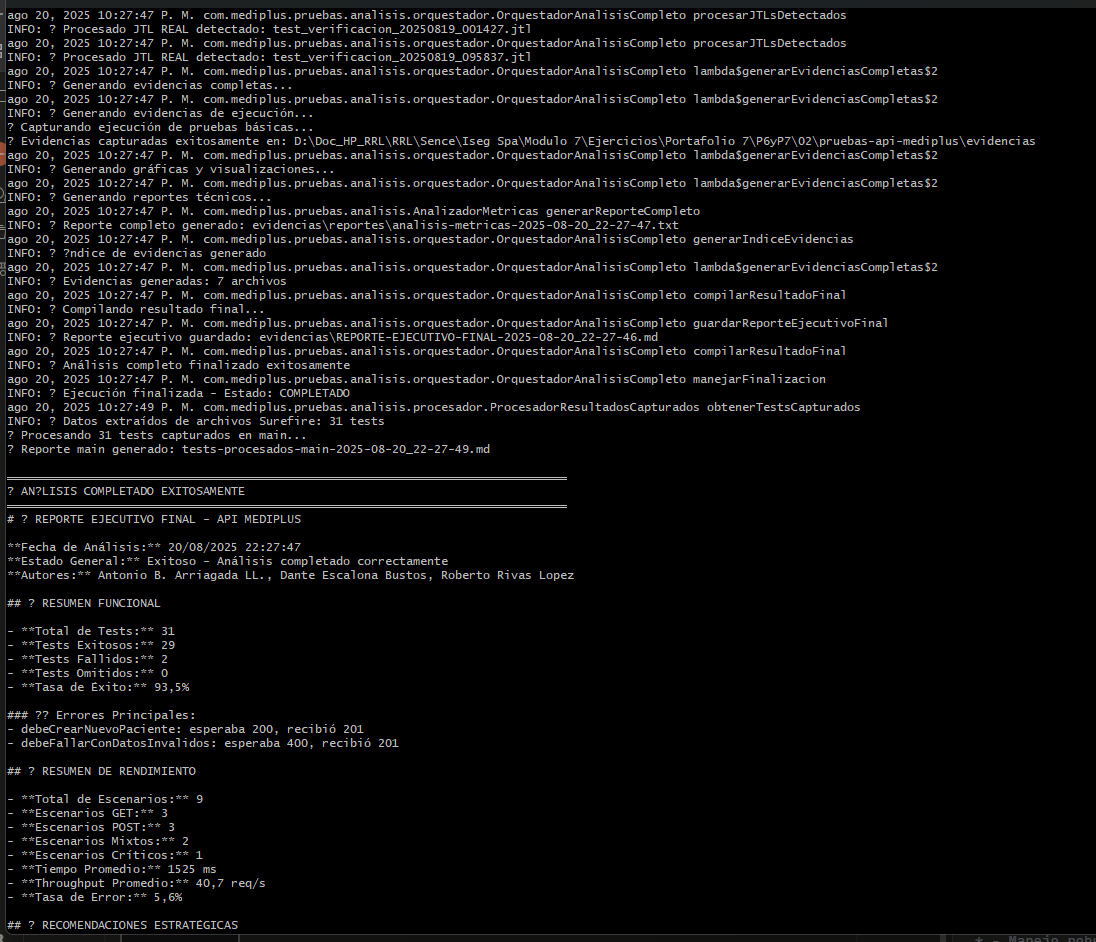 ago 20, 2025 10:27:47 P. M. com.mediplus.pruebas.analisis.orquestador.OrquestadorAnalisisCompleto procesarJTLsDetectados
INFO: ? Procesado JTL REAL detectado: test_verificacion_20250819_001427.jtl
ago 20, 2025 10:27:47 P. M. com.mediplus.pruebas.analisis.orquestador.OrquestadorAnalisisCompleto procesarJTLsDetectados
INFO: ? Procesado JTL REAL detectado: test_verificacion_20250819_095837.jtl
ago 20, 2025 10:27:47 P. M. com.mediplus.pruebas.analisis.orquestador.OrquestadorAnalisisCompleto lambda$generarEvidenciasCompletas$2
INFO: ? Generando evidencias completas...
ago 20, 2025 10:27:47 P. M. com.mediplus.pruebas.analisis.orquestador.OrquestadorAnalisisCompleto lambda$generarEvidenciasCompletas$2
INFO: ? Generando evidencias de ejecución...
? Capturando ejecución de pruebas básicas...
? Evidencias capturadas exitosamente en: D:\Doc_HP_RRL\RRL\Sence\Iseg Spa\Modulo 7\Ejercicios\Portafolio 7\P6yP7\02\pruebas-api-mediplus\evidencias
ago 20, 2025 10:27:47 P. M. com.mediplus.pruebas.analisis.orquestador.OrquestadorAnalisisCompleto lambda$generarEvidenciasCompletas$2
INFO: ? Generando gráficas y visualizaciones...
ago 20, 2025 10:27:47 P. M. com.mediplus.pruebas.analisis.orquestador.OrquestadorAnalisisCompleto lambda$generarEvidenciasCompletas$2
INFO: ? Generando reportes técnicos...
ago 20, 2025 10:27:47 P. M. com.mediplus.pruebas.analisis.AnalizadorMetricas generarReporteCompleto
INFO: ? Reporte completo generado: evidencias\reportes\analisis-metricas-2025-08-20_22-27-47.txt
ago 20, 2025 10:27:47 P. M. com.mediplus.pruebas.analisis.orquestador.OrquestadorAnalisisCompleto generarIndiceEvidencias
INFO: ? ?ndice de evidencias generado
ago 20, 2025 10:27:47 P. M. com.mediplus.pruebas.analisis.orquestador.OrquestadorAnalisisCompleto lambda$generarEvidenciasCompletas$2
INFO: ? Evidencias generadas: 7 archivos
ago 20, 2025 10:27:47 P. M. com.mediplus.pruebas.analisis.orquestador.OrquestadorAnalisisCompleto compilarResultadoFinal
INFO: ? Compilando resultado final...
ago 20, 2025 10:27:47 P. M. com.mediplus.pruebas.analisis.orquestador.OrquestadorAnalisisCompleto guardarReporteEjecutivoFinal
INFO: ? Reporte ejecutivo guardado: evidencias\REPORTE-EJECUTIVO-FINAL-2025-08-20_22-27-46.md
ago 20, 2025 10:27:47 P. M. com.mediplus.pruebas.analisis.orquestador.OrquestadorAnalisisCompleto compilarResultadoFinal
INFO: ? Análisis completo finalizado exitosamente
ago 20, 2025 10:27:47 P. M. com.mediplus.pruebas.analisis.orquestador.OrquestadorAnalisisCompleto manejarFinalizacion
INFO: ? Ejecución finalizada - Estado: COMPLETADO
ago 20, 2025 10:27:49 P. M. com.mediplus.pruebas.analisis.procesador.ProcesadorResultadosCapturados obtenerTestsCapturados
INFO: ? Datos extraídos de archivos Surefire: 31 tests
? Procesando 31 tests capturados en main...
? Reporte main generado: tests-procesados-main-2025-08-20_22-27-49.md
================================================================================
? AN?LISIS COMPLETADO EXITOSAMENTE
================================================================================
# ? REPORTE EJECUTIVO FINAL - API MEDIPLUS
**Fecha de Análisis:** 20/08/2025 22:27:47
**Estado General:** Exitoso - Análisis completado correctamente
**Autores:** Antonio B. Arriagada LL., Dante Escalona Bustos, Roberto Rivas Lopez
## ? RESUMEN FUNCIONAL
- **Total de Tests:** 31
- **Tests Exitosos:** 29
- **Tests Fallidos:** 2
- **Tests Omitidos:** 0
- **Tasa de Éxito:** 93,5%
### ?? Errores Principales:
- debeCrearNuevoPaciente: esperaba 200, recibió 201
- debeFallarConDatosInvalidos: esperaba 400, recibió 201
## ? RESUMEN DE RENDIMIENTO
- **Total de Escenarios:** 9
- **Escenarios GET:** 3
- **Escenarios POST:** 3
- **Escenarios Mixtos:** 2
- **Escenarios Críticos:** 1
- **Tiempo Promedio:** 1525 ms
- **Throughput Promedio:** 40,7 req/s
- **Tasa de Error:** 5,6%
## ? RECOMENDACIONES ESTRATÉGICAS